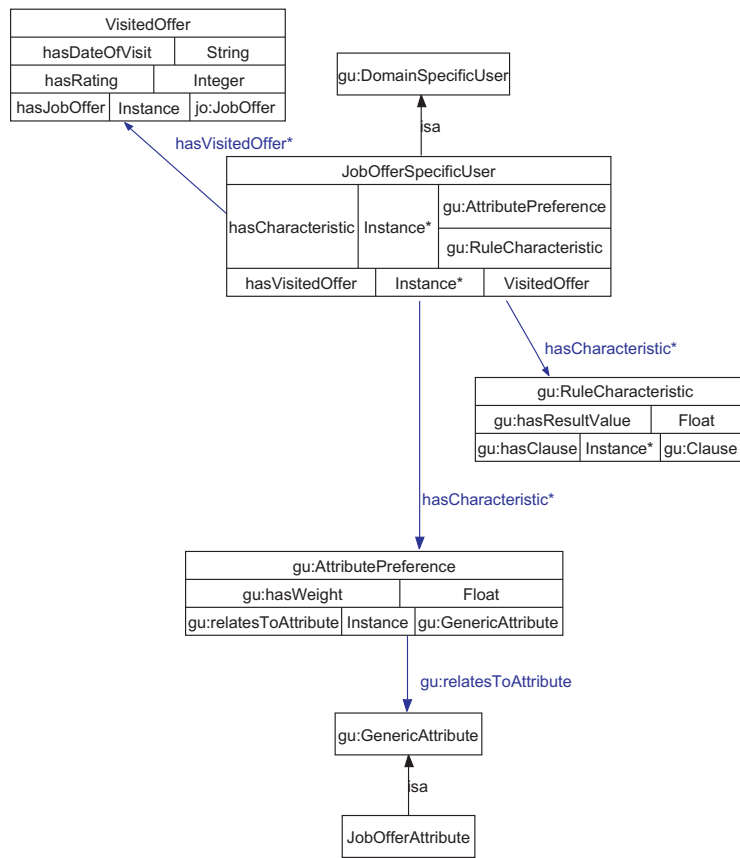 VisitedOffer
hasDateOfVisit String
hasRating Integer
hasJobOffer Instance jo:JobOffer
gu:DomainSpecificUser
isa
hasVisitedOffer*
JobOfferSpecificUser
hasCharacteristic Instance* gu:AttributePreference
gu:RuleCharacteristic
hasVisitedOffer Instance* VisitedOffer
hasCharacteristic*
gu:RuleCharacteristic
gu:hasResultValue Float
gu:hasClause Instance* gu:Clause
hasCharacteristic*
gu:AttributePreference
gu:hasWeight Float
gu:relatesToAttribute Instance gu:GenericAttribute
gu:relatesToAttribute
gu:GenericAttribute
isa
JobOfferAttribute